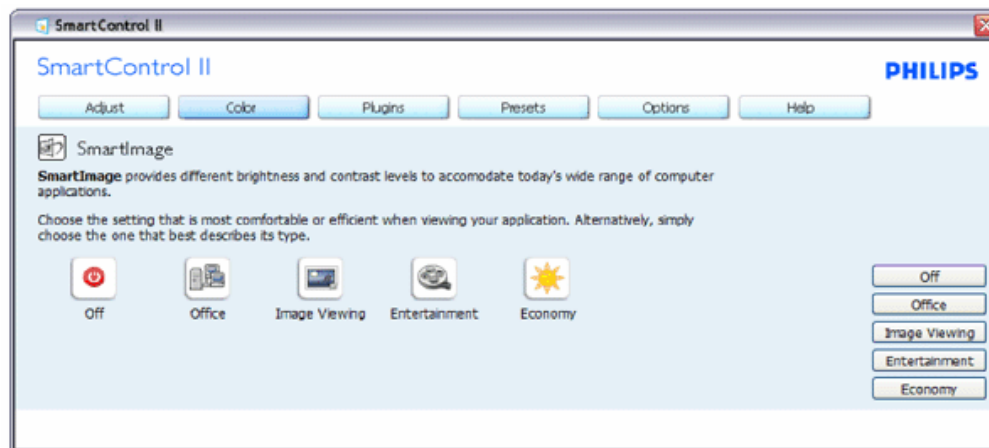 SmartControl II
SmartControl II
PHILIPS
Adjust Color Plugins Presets Options Help
SmartImage
SmartImage provides different brightness and contrast levels to accomodate today's wide range of computer
applications.
Choose the setting that is most comfortable or efficient when viewing your application. Alternatively, simply
choose the one that best describes its type.
Off Office Image Viewing Entertainment Economy
Off
Office
Image Viewing
Entertainment
Economy